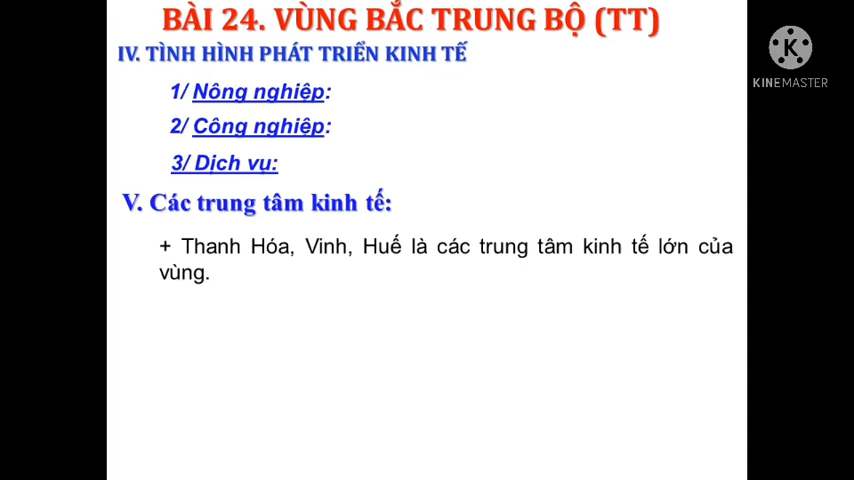 BÀI 24. VÙNG BẮC TRUNG BỘ (TT)
IV. TÌNH HÌNH PHÁT TRIỂN KINH TẾ
K
KINEMASTER
1/ Nông nghiệp:
2/ Công nghiệp:
3/ Dịch vụ:
V. Các trung tâm kinh tế:
+ Thanh Hóa, Vinh, Huế là các trung tâm kinh tế lớn của
vùng.